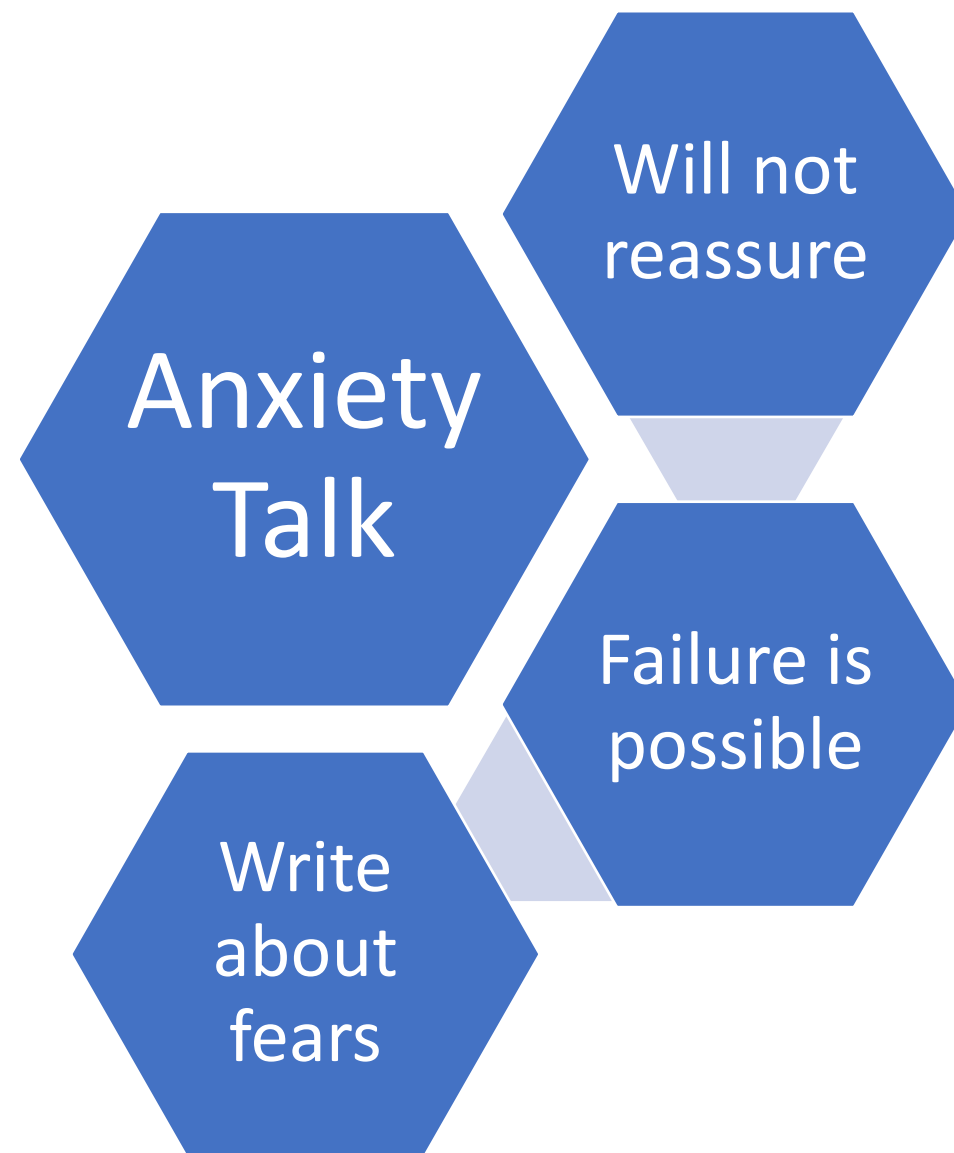 Anxiety
Talk
Will not
reassure
Failure is
possible
Write
about
fears